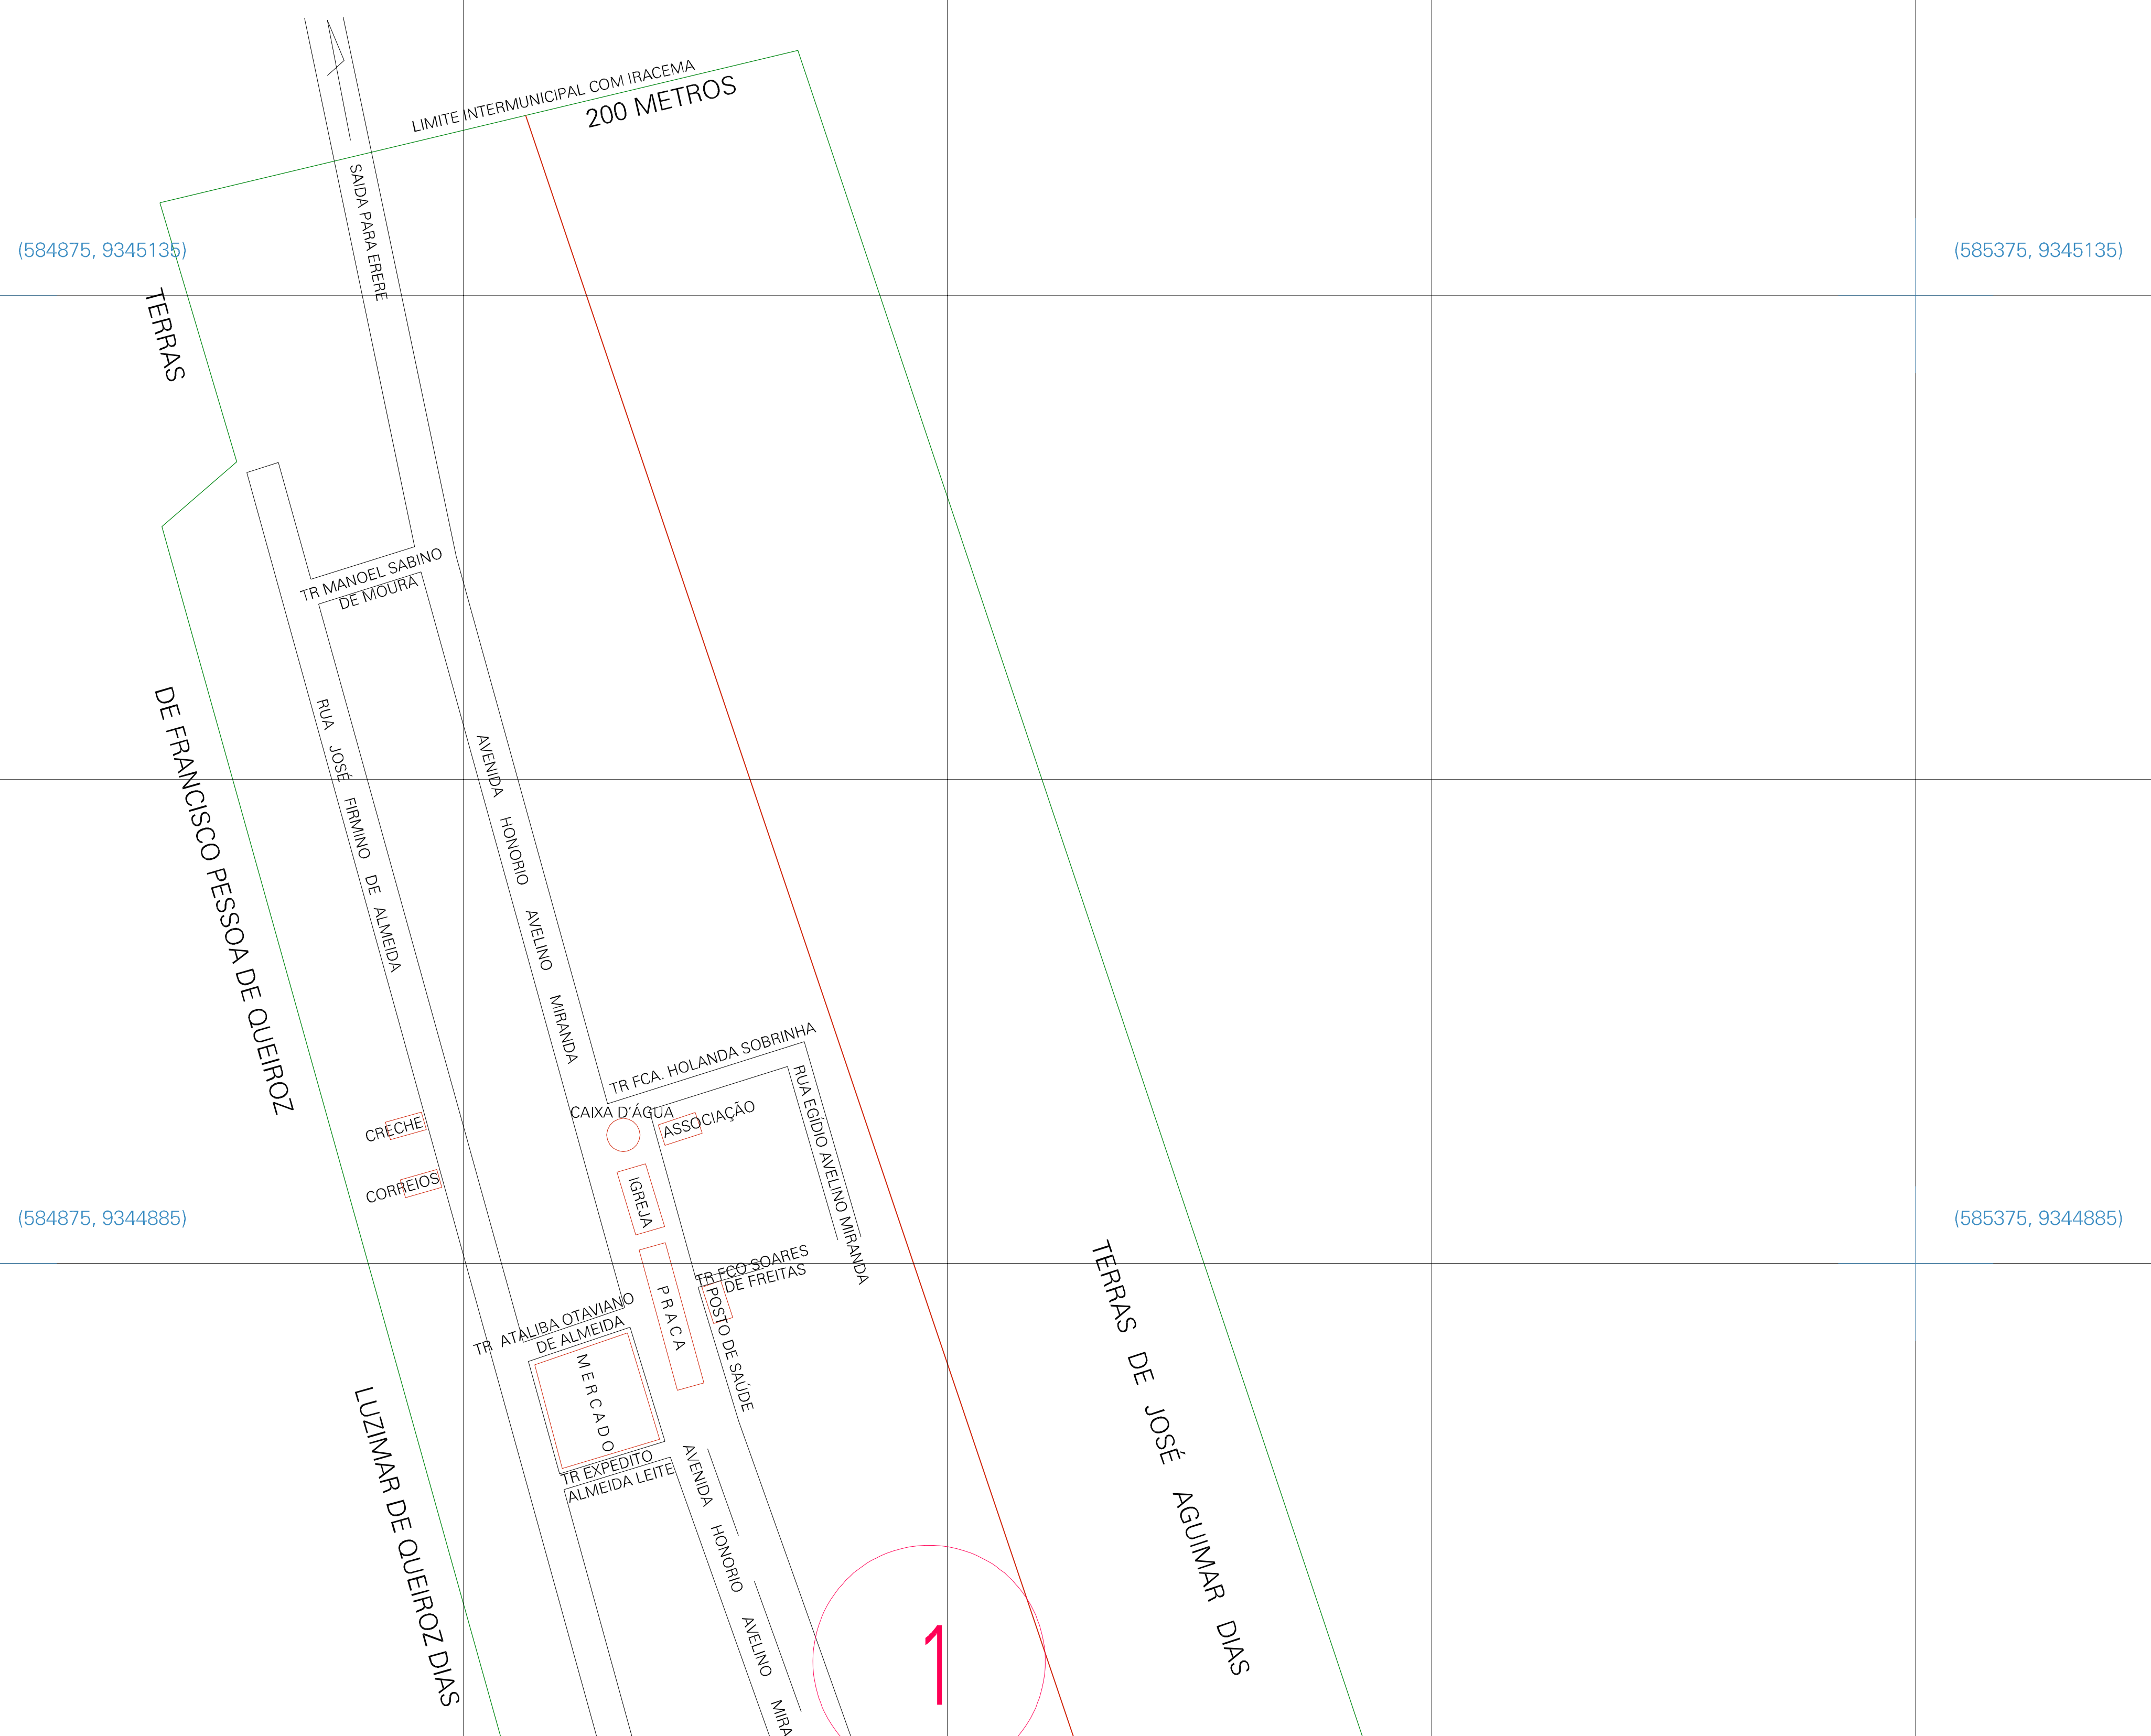 LIMITE INTERMUNICIPAL COM IRACEMA
200 METROS
SAIDA PARA ERERE
(584875, 9345135)
(585375, 9345135)
TERRAS
TR MANOEL SABINO
DE MOURA
DE FRANCISCO PESSOA DE QUEIROZ
RUA JOSÉ FIRMINO DE ALMEIDA
AVENIDA HONORIO AVELINO MIRANDA
TR FCA. HOLANDA SOBRINHA
CAIXA D'ÁGUA
ASSOCIAÇÃO
RUA EGÍDIO AVELINO MIRANDA
CRECHE
CORREIOS
IGREJA
(584875, 9344885)
(585375, 9344885)
TR FCO SOARES
DE FREITAS
POSTO DE SAÚDE
PRACA
TR ATALIBA OTAVIANO
DE ALMEIDA
MERCADO
TERRAS DE JOSÉ AGUIMAR DIAS
LUZIMAR DE QUEIROZ DIAS
TR EXPEDITO
ALMEIDA LEITE
AVENIDA HONORIO AVELINO MIRA
1